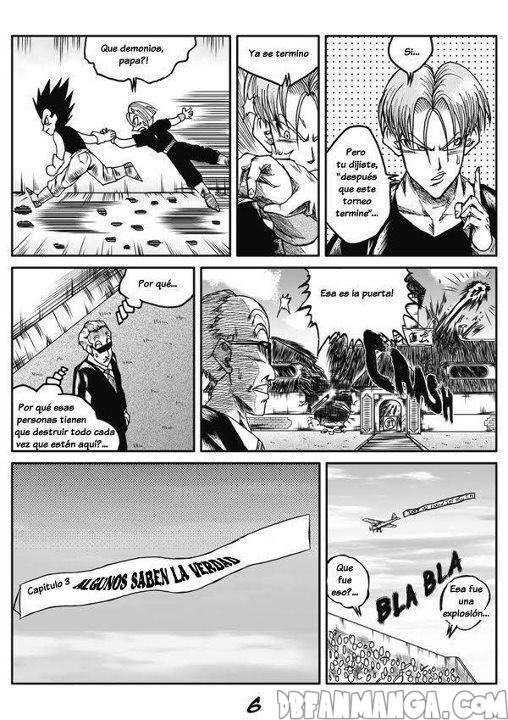 Que demonios,
papa?!
Ya se termino
Si...
Pero
tu dijiste,
"después
que este
torneo
termine"...
Por qué...
Por qué esas
personas tienen
que destruir todo cada
vez que están aquí?...
Esa es la puerta!
CRASH
Capitulo 3
ALGUNOS SABEN LA VERDAD
Que
fue
eso?...
BLA BLA
Esa fue
una
explosión...
6
DBFANMANGA.COM